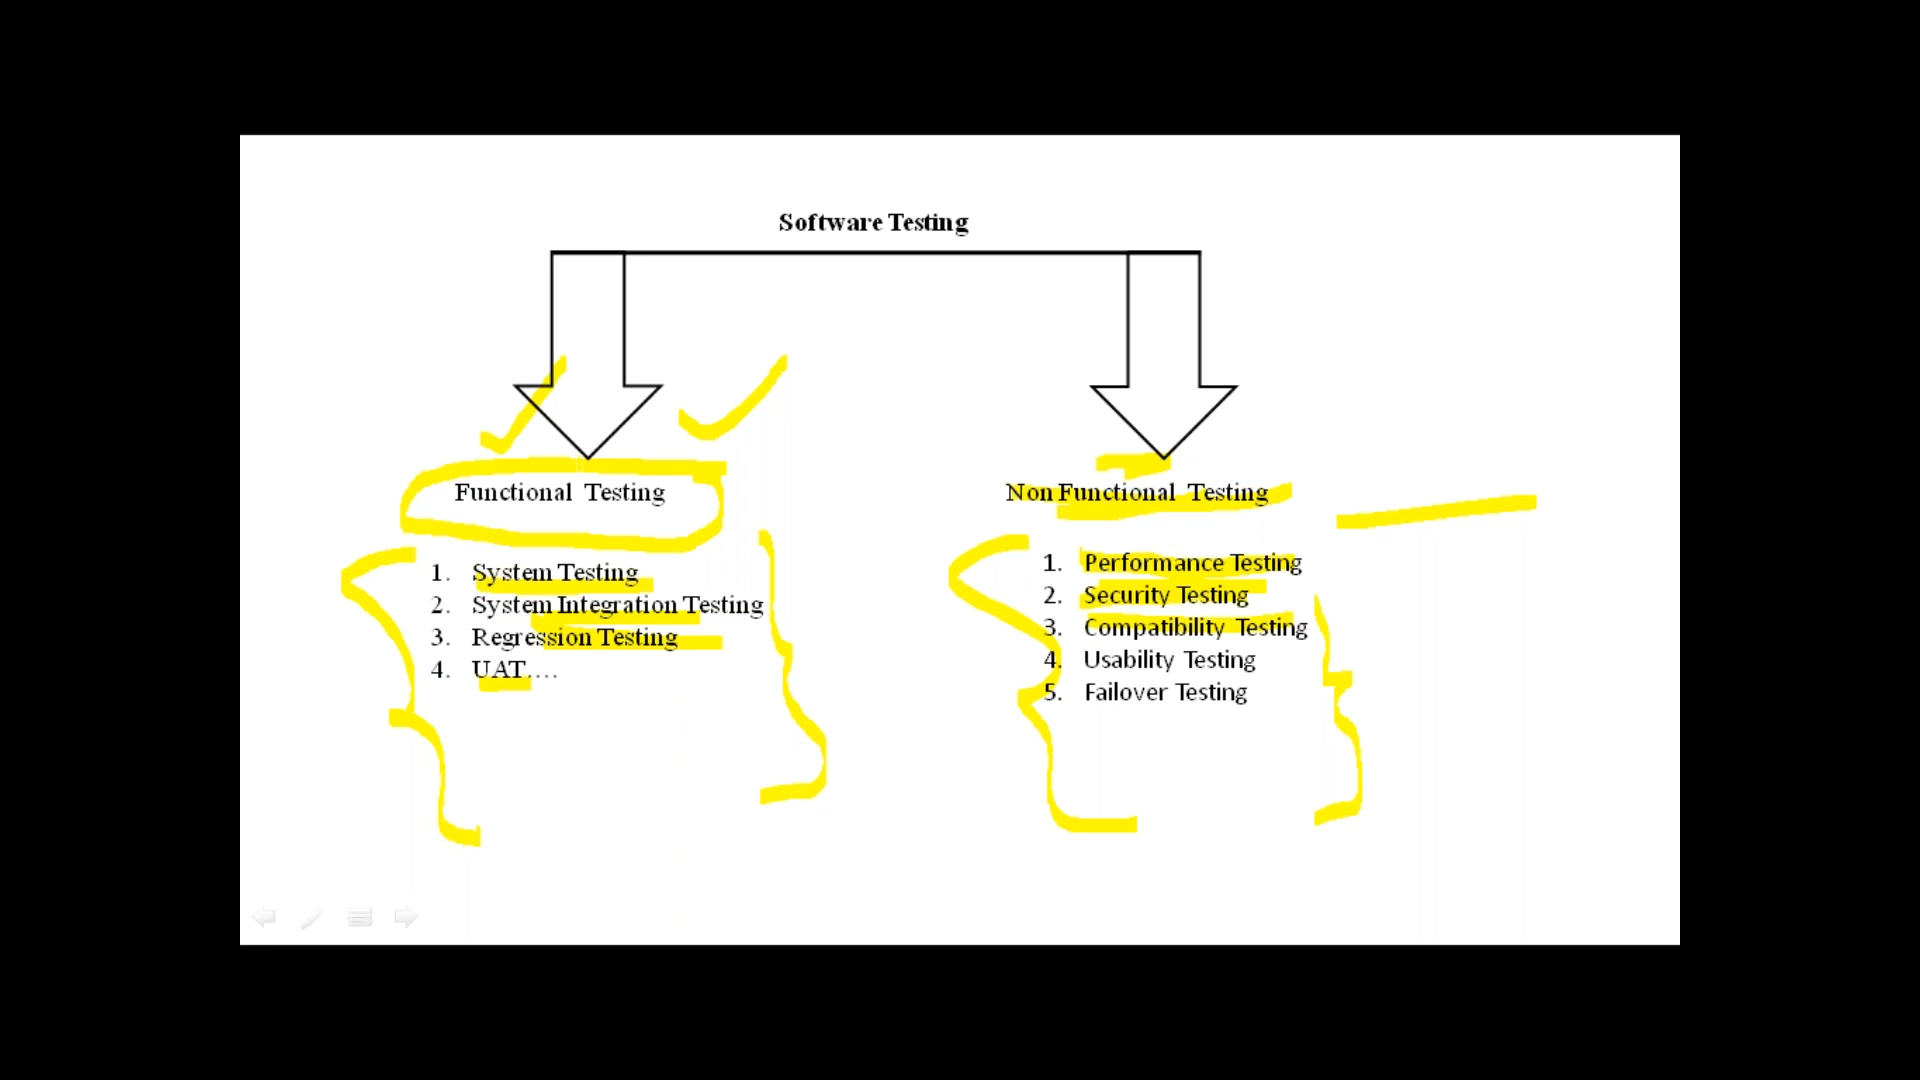 Software Testing
Functional Testing
1. System Testing
2. System Integration Testing
3. Regression Testing
4. UAT....
Non Functional Testing
1. Performance Testing
2. Security Testing
3. Compatibility Testing
4. Usability Testing
5. Failover Testing